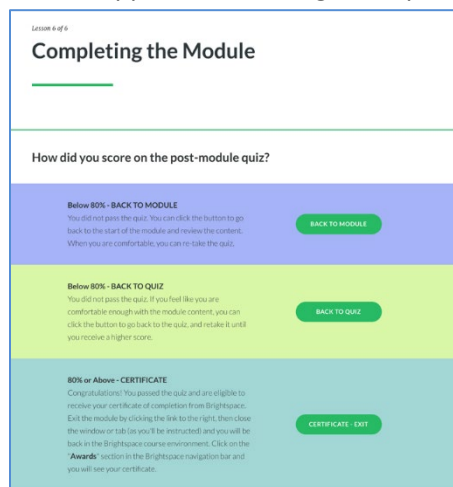 Lesson 6 of 6
Completing the Module
How did you score on the post-module quiz?
Below 80% - BACK TO MODULE
You did not pass the quiz. You can click the button to go
back to the start of the module and review the content.
When you are comfortable, you can re-take the quiz.
BACK TO MODULE
Below 80% - BACK TO QUIZ
You did not pass the quiz. If you feel like you are
comfortable enough with the module content, you can
click the button to go back to the quiz, and retake it until
you receive a higher score.
BACK TO QUIZ
80% or Above - CERTIFICATE
Congratulations! You passed the quiz and are eligible to
receive your certificate of completion from Brightspace.
Exit the module by clicking the link to the right, then close
the window or tab (as you'll be instructed) and you will be
back in the Brightspace course environment. Click on the
"Awards" section in the Brightspace navigation bar and
you will see your certificate.
CERTIFICATE - EXIT